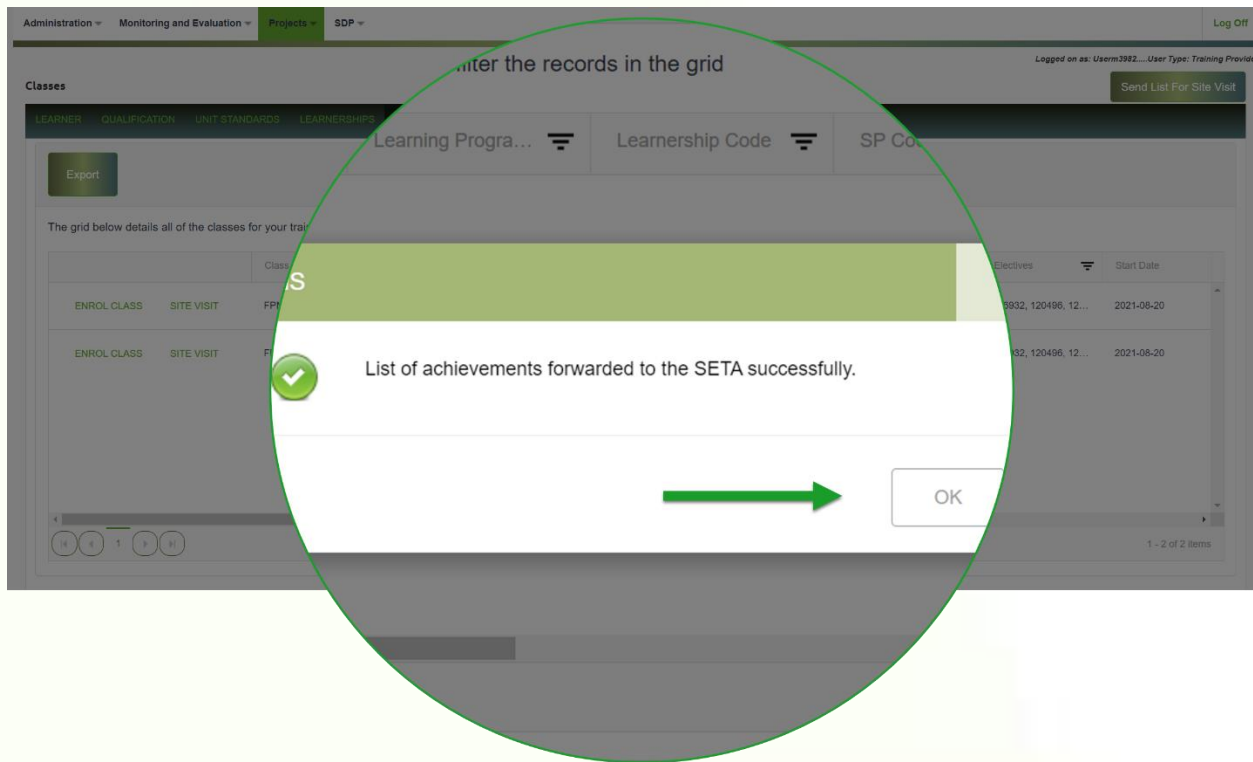 Administration Monitoring and Evaluation Projects SDP Log Off
Logged on as: Userm3982....User Type: Training Provide
Classes
Send List For Site Visit
LEARNER QUALIFICATION UNIT STANDARDS LEARNERSHIPS
the records in the grid
Learning Progra... Learnership Code SP
Export
The grid below details all of the classes for your
Class Electives Start Date
ENROL CLASS SITE VISIT 120496, 12... 2021-08-20
ENROL CLASS SITE VISIT 120496, 12... 2021-08-20
List of achievements forwarded to the SETA successfully.
OK
1 1 - 2 of 2 items